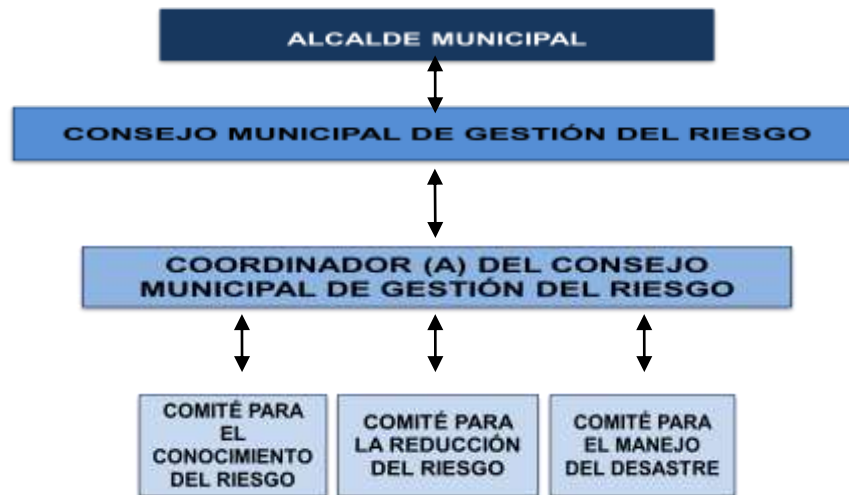 ALCALDE MUNICIPAL
CONSEJO MUNICIPAL DE GESTIÓN DEL RIESGO
COORDINADOR (A) DEL CONSEJO
MUNICIPAL DE GESTIÓN DEL RIESGO
COMITÉ PARA
EL
CONOCIMIENTO
DEL RIESGO
COMITÉ PARA
LA REDUCCIÓN
DEL RIESGO
COMITÉ PARA
EL MANEJO
DEL DESASTRE